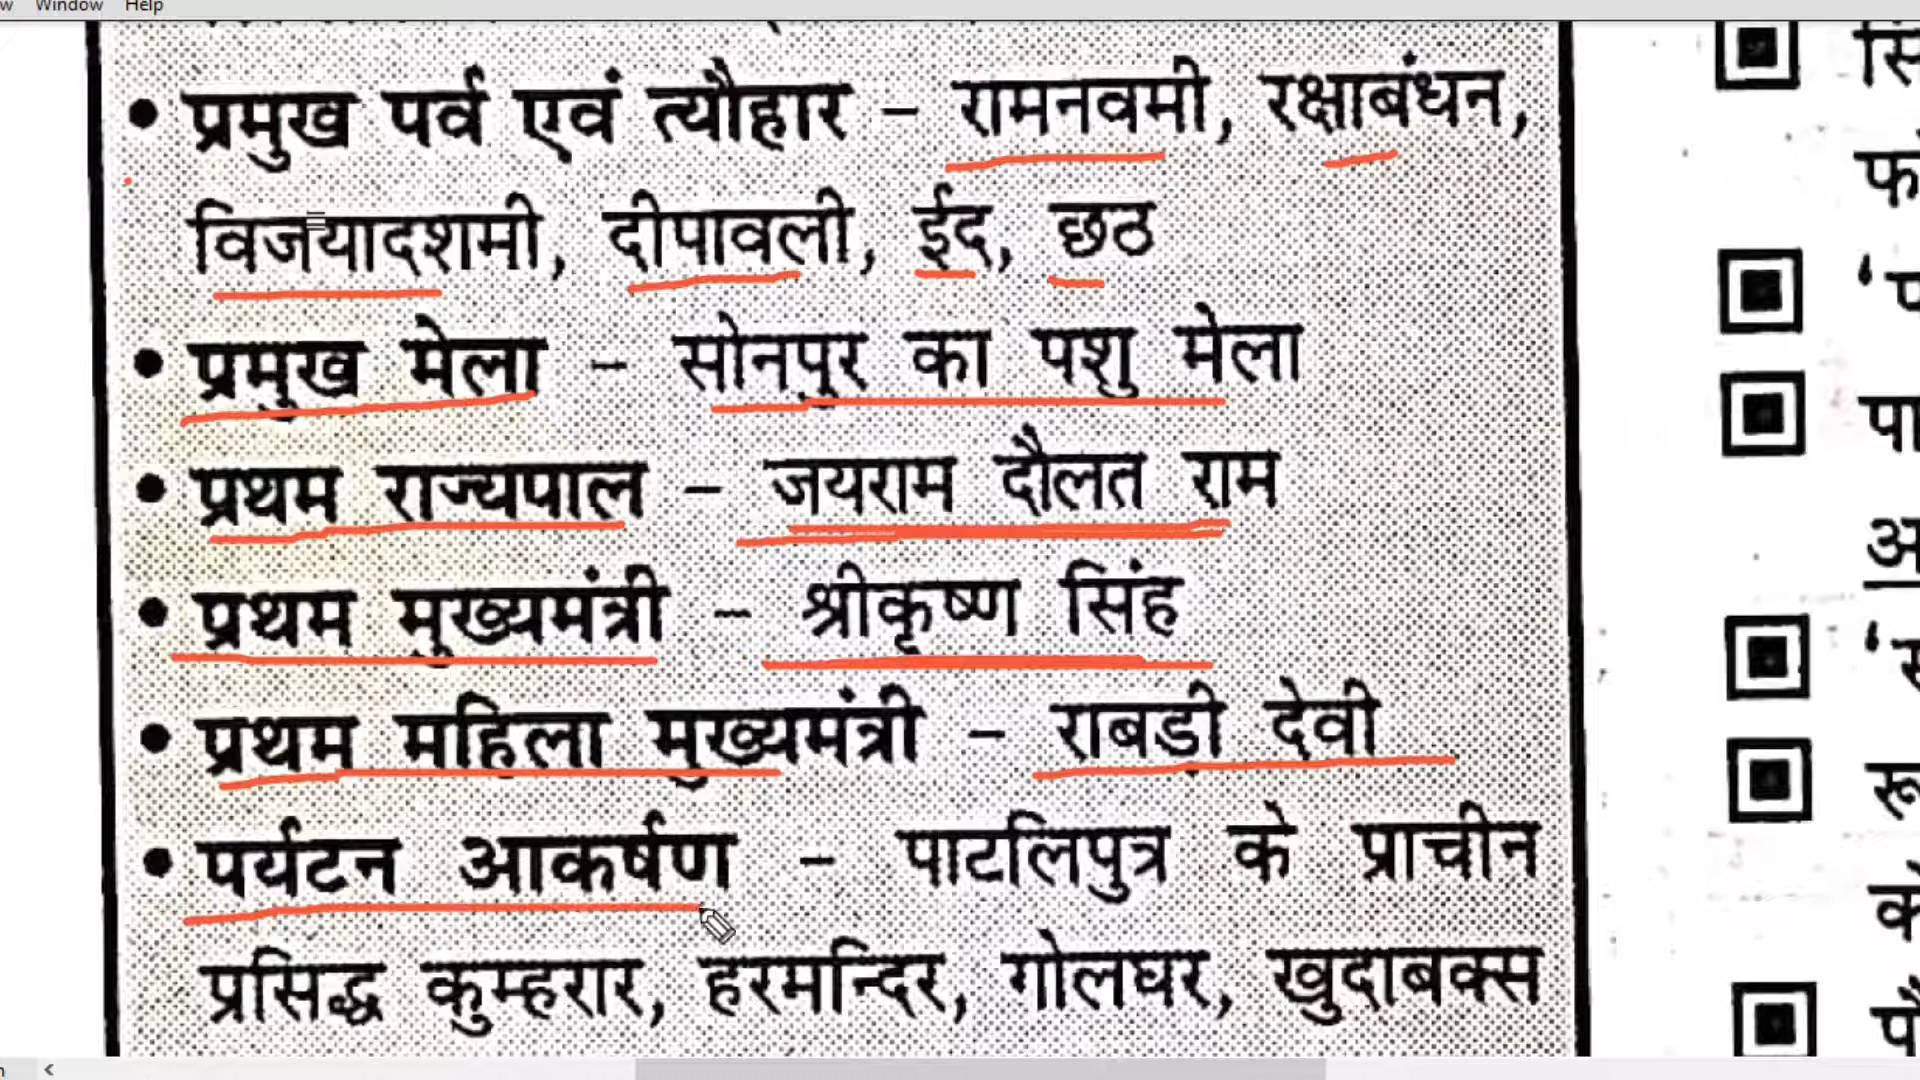 Window Help
• प्रमुख पर्व एवं त्यौहार – रामनवमी, रक्षाबंधन,
विजयादशमी, दीपावली, ईद, छठ
• प्रमुख मेला – सोनपुर का पशु मेला
• प्रथम राज्यपाल – जयराम दौलत राम
• प्रथम मुख्यमंत्री – श्रीकृष्ण सिंह
• प्रथम महिला मुख्यमंत्री – राबड़ी देवी
• पर्यटन आकर्षण – पाटलिपुत्र के प्राचीन
प्रसिद्ध कुम्हरार, हरमन्दिर, गोलघर, खुदाबक्स